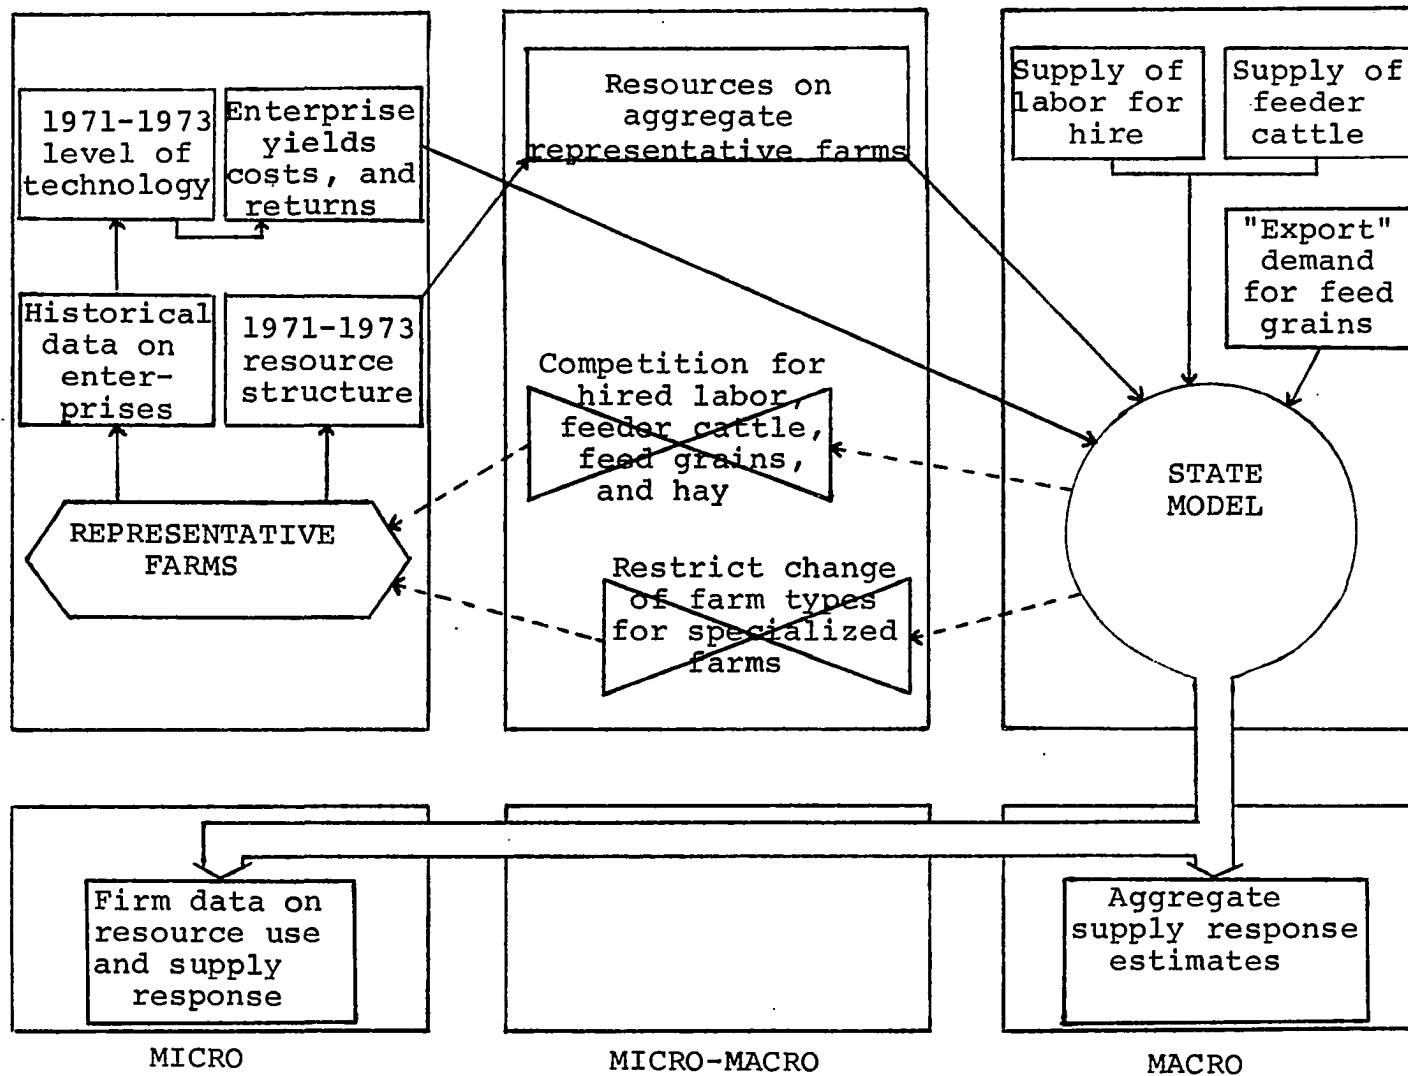 1971-1973
level of
technology
Enterprise
yields
costs, and
returns
Historical
data on
enter-
prises
1971-1973
resource
structure
REPRESENTATIVE
FARMS
Resources on
aggregate
representative farms
Competition for
hired labor,
feeder cattle,
feed grains,
and hay
Restrict change
of farm types
for specialized
farms
Supply of
labor for
hire
Supply of
feeder
cattle
"Export"
demand
for feed
grains
STATE
MODEL
Firm data on
resource use
and supply
response
Aggregate
supply response
estimates
MICRO
MICRO-MACRO
MACRO